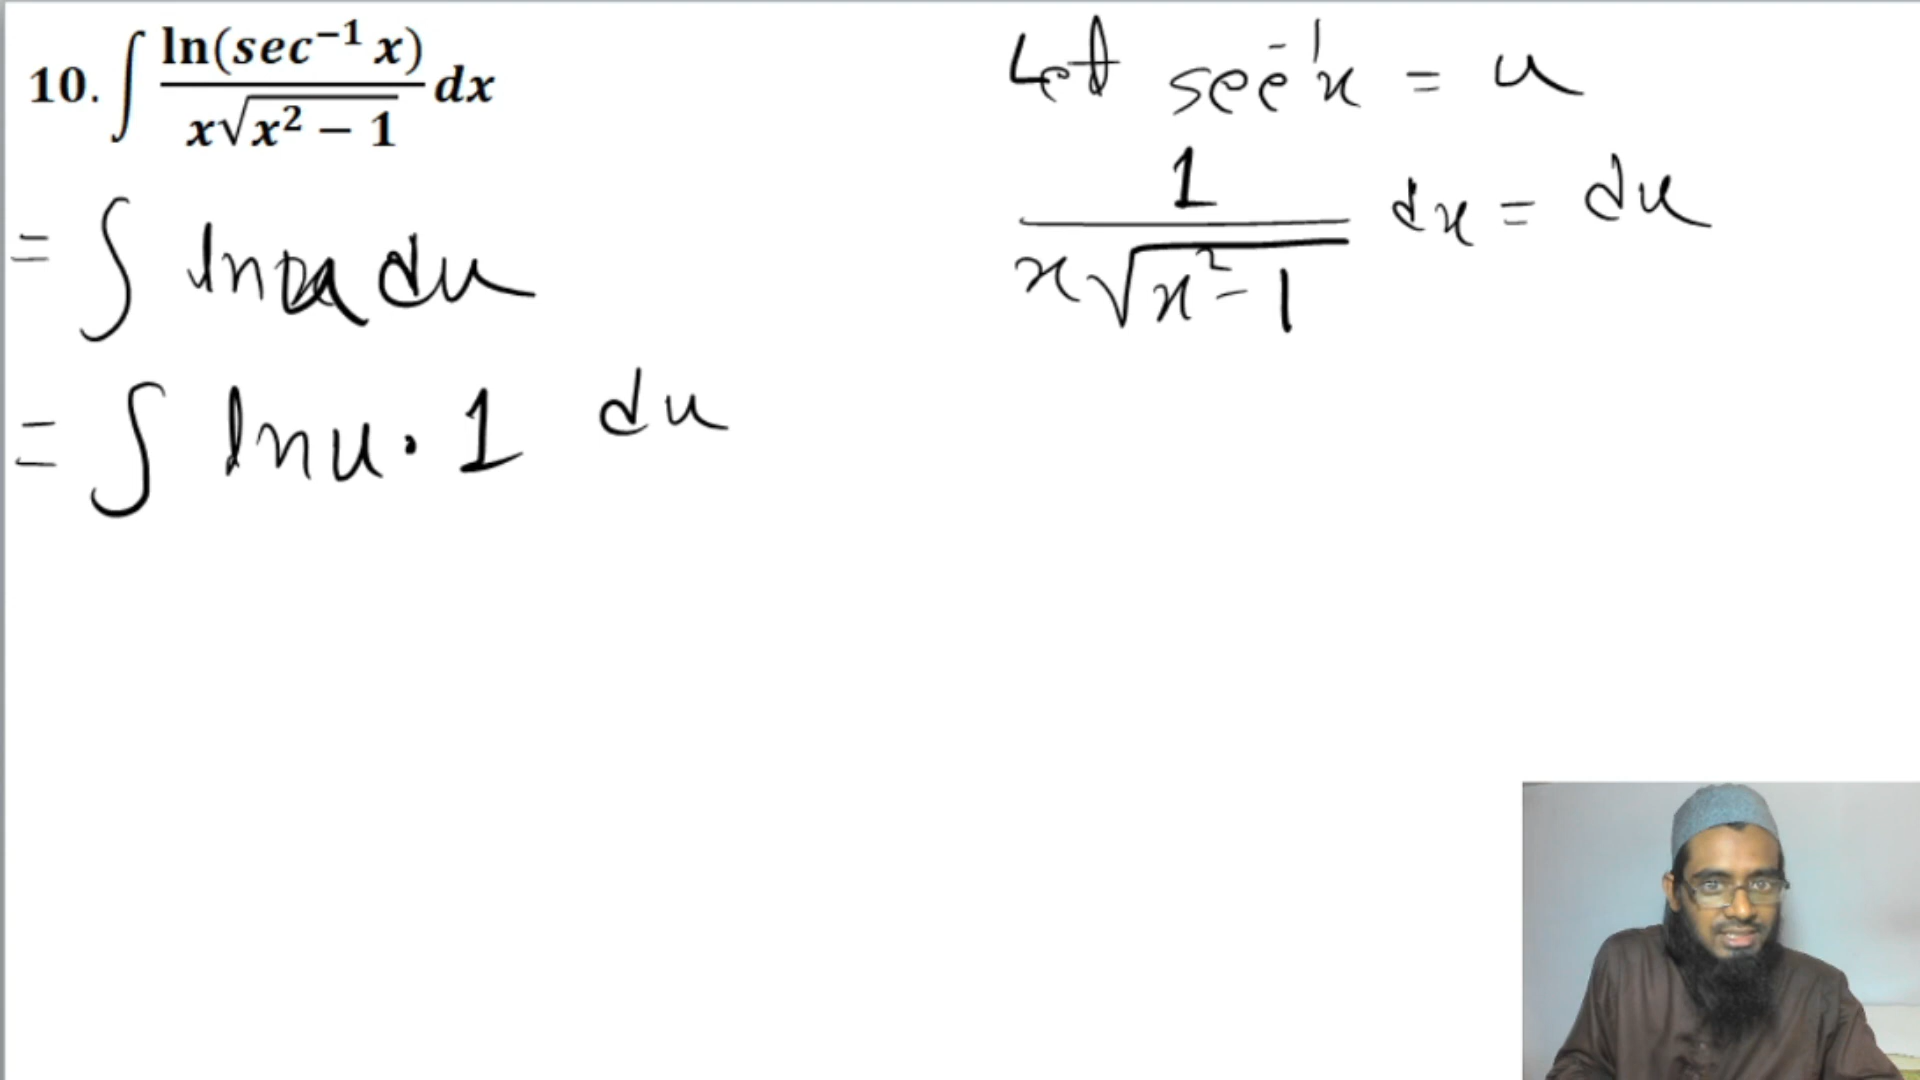 10. ∫ ln(sec⁻¹ x) / x√(x² − 1) dx
= ∫ ln u du
= ∫ ln u · 1 du
Let sec⁻¹x = u
1 / x√(x² − 1) dx = du